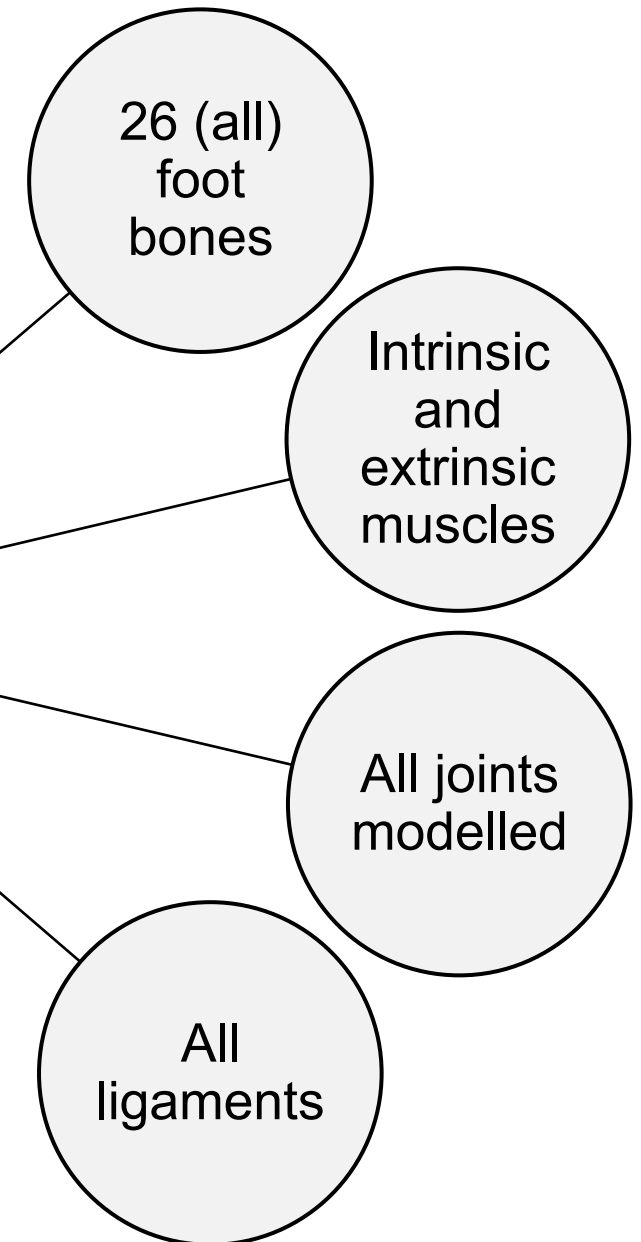 26 (all)
foot
bones
Intrinsic
and
extrinsic
muscles
All joints
modelled
All
ligaments